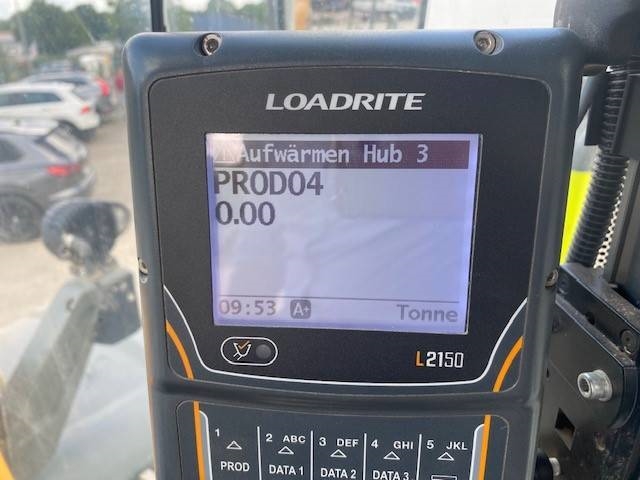 LOADRITE
Aufwärmen Hub 3
PROD04
0.00
09:53 A+ Tonne
L2150
1 2 ABC 3 DEF 4 GHI 5 JKL
PROD DATA 1 DATA 2 DATA 3